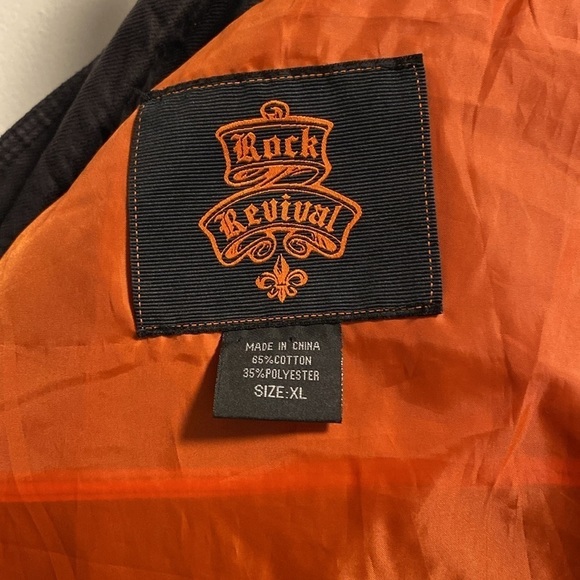 Rock
Revival
MADE IN CHINA
65%COTTON
35%POLYESTER
SIZE:XL